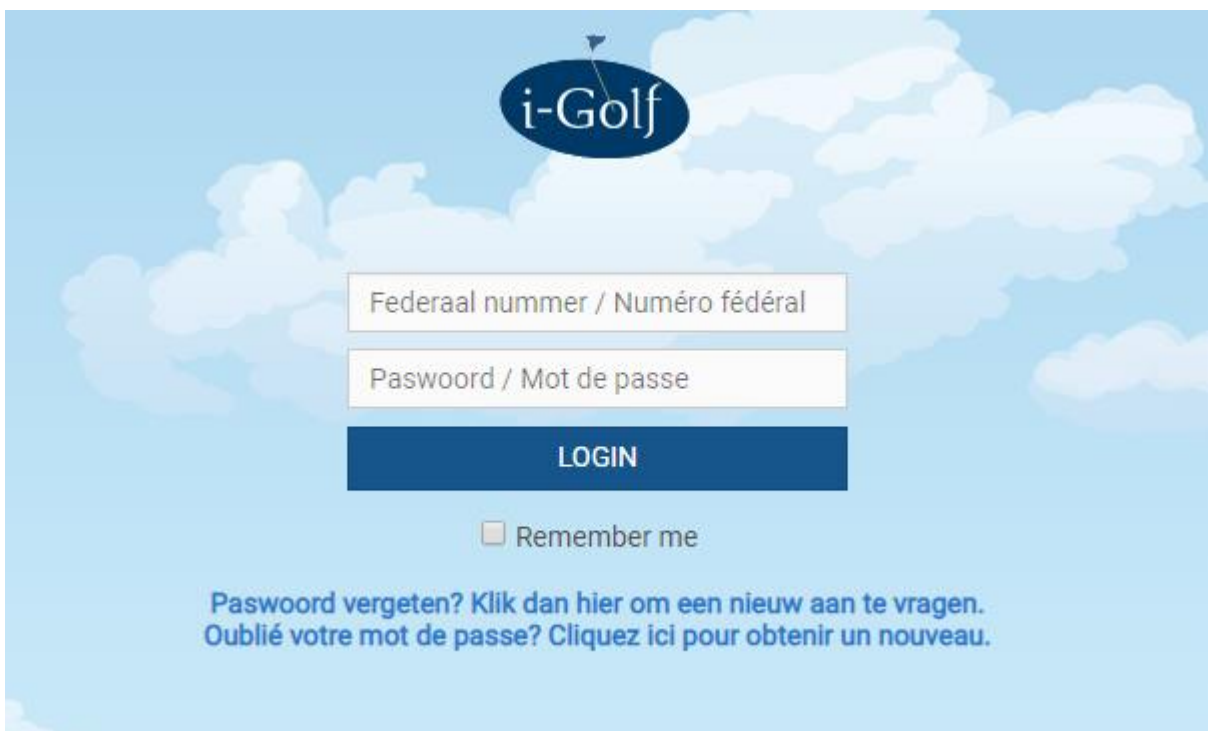 i-Golf
Federaal nummer / Numéro fédéral
Paswoord / Mot de passe
LOGIN
Remember me
Paswoord vergeten? Klik dan hier om een nieuw aan te vragen.
Oublié votre mot de passe? Cliquez ici pour obtenir un nouveau.